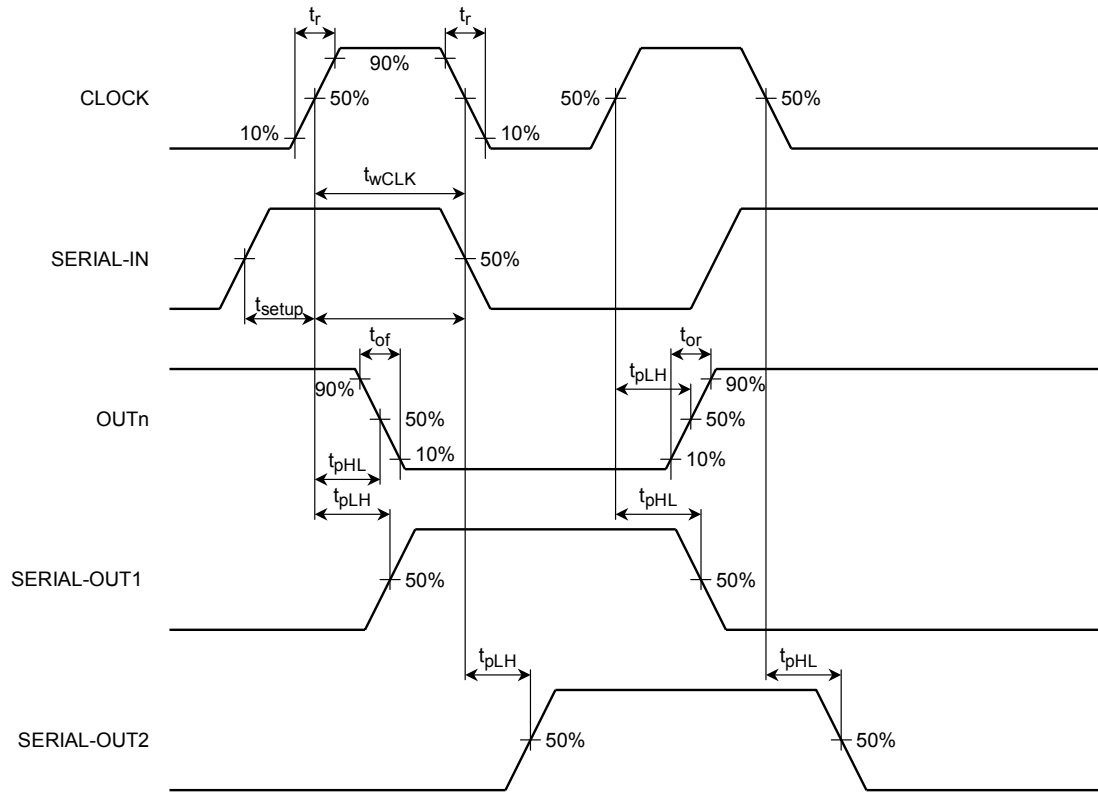 tr tr
90%
CLOCK 50% 50% 50%
10% 10%
twCLK
SERIAL-IN 50%
tsetup
tof tor
tpLH
90% 90%
OUTn 50% 50%
10% 10%
tpHL
tpLH tpHL
SERIAL-OUT1 50% 50%
tpLH tpHL
SERIAL-OUT2 50% 50%